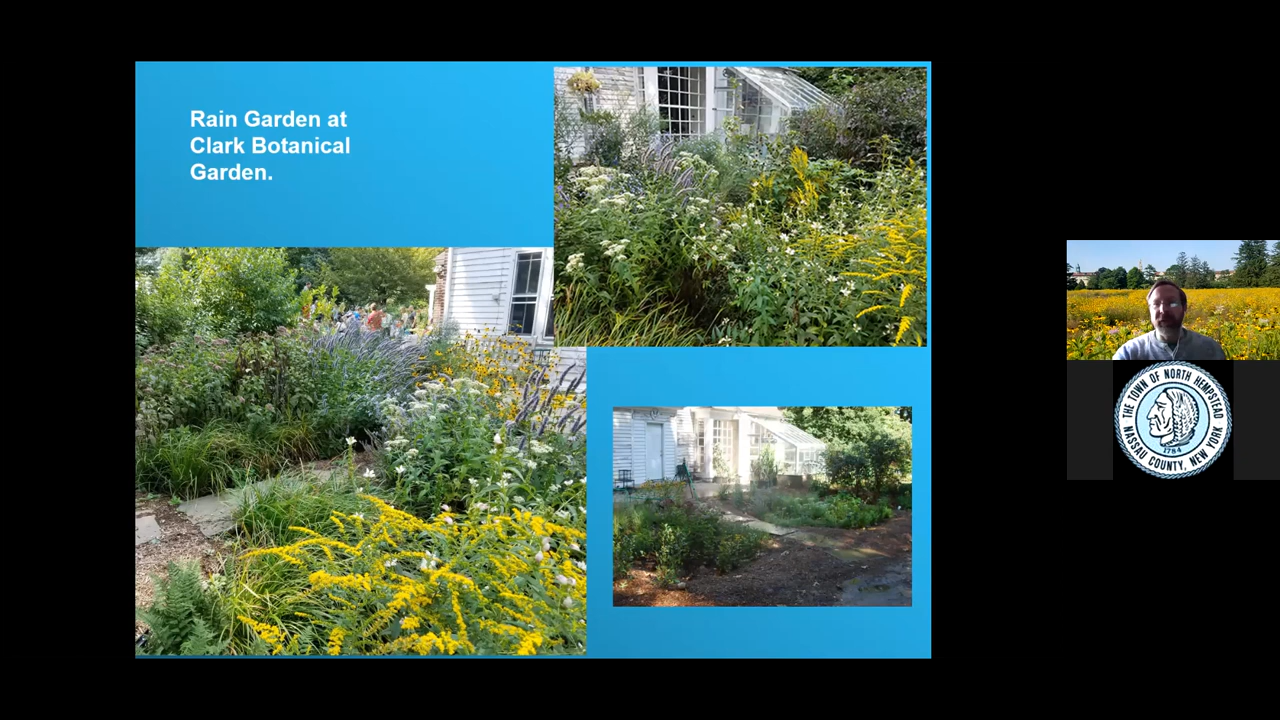 Rain Garden at
Clark Botanical
Garden.
THE TOWN OF NORTH HEMPSTEAD
1784
NASSAU COUNTY, NEW YORK